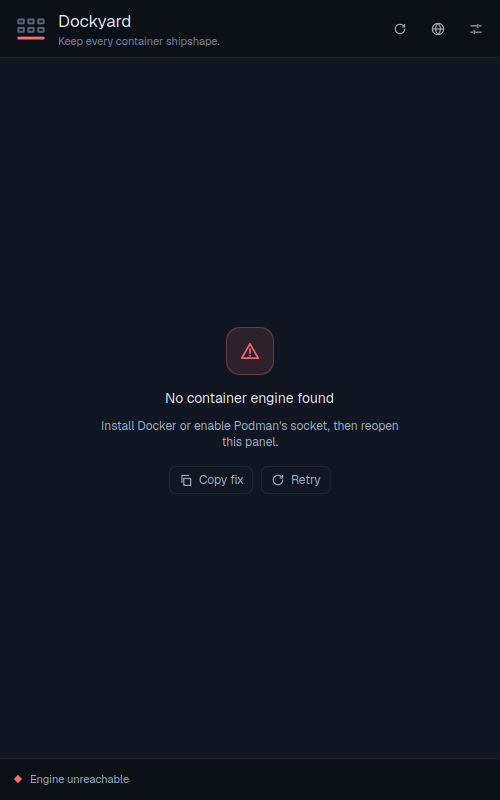 Dockyard
Keep every container shipshape.
No container engine found
Install Docker or enable Podman's socket, then reopen
this panel.
Copy fix
Retry
Engine unreachable